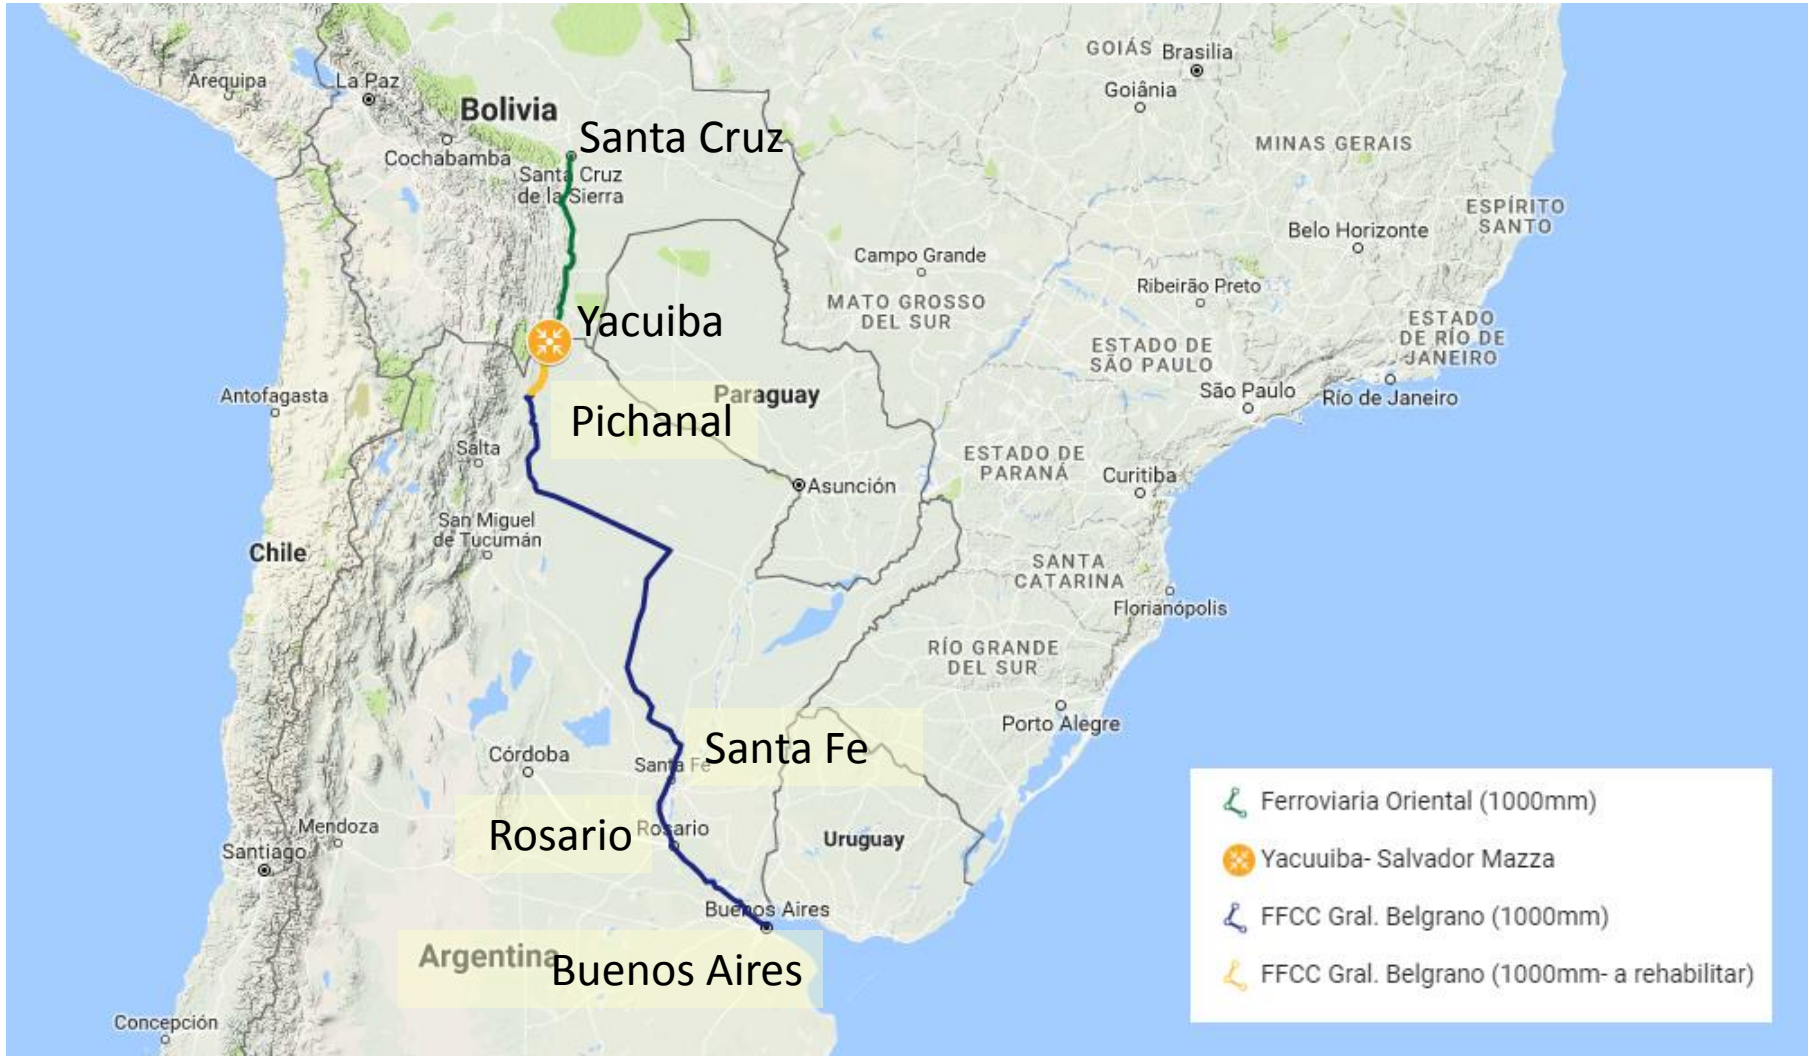 GOIÁS
Brasilia
Arequipa
La Paz
Goiânia
Bolivia
Santa Cruz
MINAS GERAIS
Cochabamba
Santa Cruz
de la Sierra
ESPÍRITO
SANTO
Belo Horizonte
Campo Grande
Ribeirão Preto
MATO GROSSO
DEL SUR
Yacuiba
ESTADO
DE RÍO DE
JANEIRO
ESTADO DE
SÃO PAULO
Antofagasta
Paraguay
São Paulo
Río de Janeiro
Pichanal
Salta
ESTADO DE
PARANÁ
Curitiba
Asunción
San Miguel
de Tucumán
Chile
SANTA
CATARINA
Florianópolis
RÍO GRANDE
DEL SUR
Porto Alegre
Córdoba
Santa Fe
Santa Fe
Mendoza
Rosario
Rosario
Uruguay
Santiago
Buenos Aires
Argentina
Buenos Aires
Concepción
Ferroviaria Oriental (1000mm)
Yacuuiba- Salvador Mazza
FFCC Gral. Belgrano (1000mm)
FFCC Gral. Belgrano (1000mm- a rehabilitar)